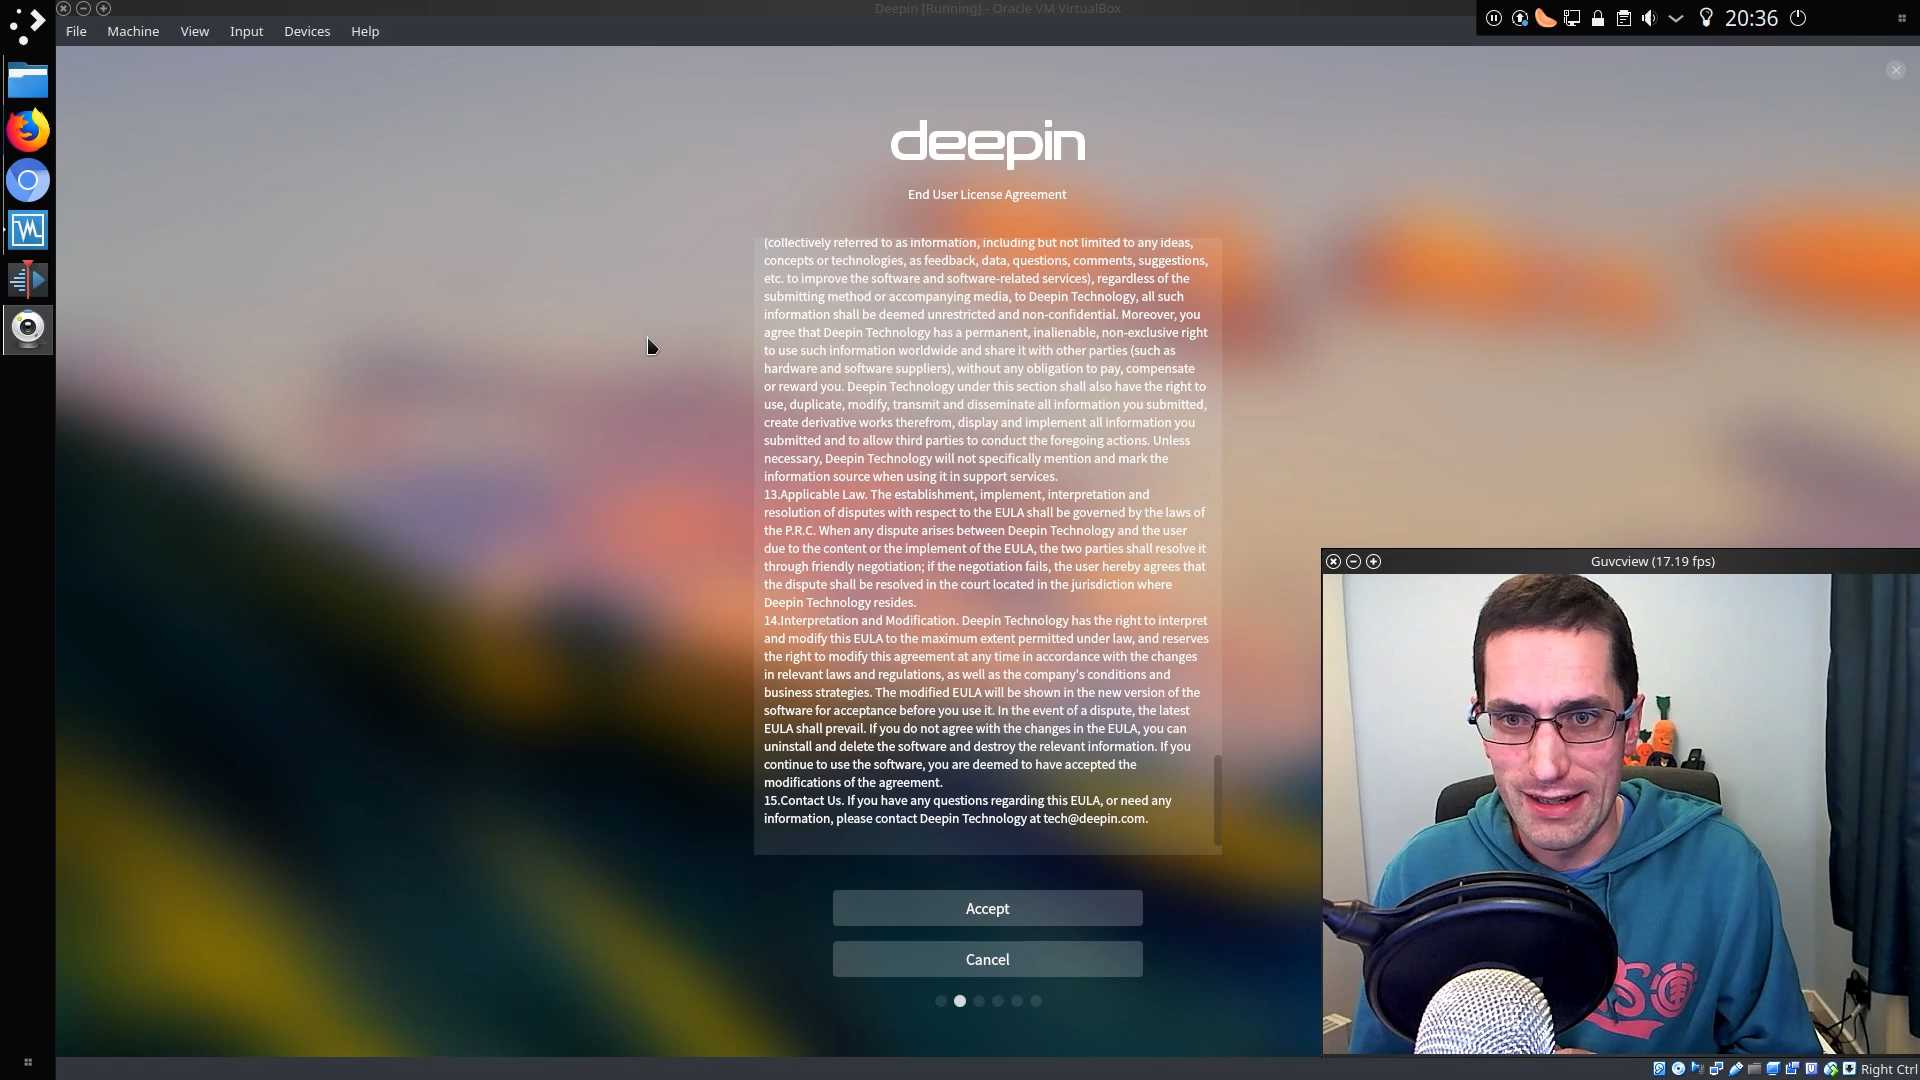 Deepin [Running] - Oracle VM VirtualBox
File Machine View Input Devices Help
20:36
deepin
End User License Agreement
(collectively referred to as information, including but not limited to any ideas,
concepts or technologies, as feedback, data, questions, comments, suggestions,
etc. to improve the software and software-related services), regardless of the
submitting method or accompanying media, to Deepin Technology, all such
information shall be deemed unrestricted and non-confidential. Moreover, you
agree that Deepin Technology has a permanent, inalienable, non-exclusive right
to use such information worldwide and share it with other parties (such as
hardware and software suppliers), without any obligation to pay, compensate
or reward you. Deepin Technology under this section shall also have the right to
use, duplicate, modify, transmit and disseminate all information you submitted,
create derivative works therefrom, display and implement all information you
submitted and to allow third parties to conduct the foregoing actions. Unless
necessary, Deepin Technology will not specifically mention and mark the
information source when using it in support services.
13.Applicable Law. The establishment, implement, interpretation and
resolution of disputes with respect to the EULA shall be governed by the laws of
the P.R.C. When any dispute arises between Deepin Technology and the user
due to the content or the implement of the EULA, the two parties shall resolve it
through friendly negotiation; if the negotiation fails, the user hereby agrees that
the dispute shall be resolved in the court located in the jurisdiction where
Deepin Technology resides.
14.Interpretation and Modification. Deepin Technology has the right to interpret
and modify this EULA to the maximum extent permitted under law, and reserves
the right to modify this agreement at any time in accordance with the changes
in relevant laws and regulations, as well as the company's conditions and
business strategies. The modified EULA will be shown in the new version of the
software for acceptance before you use it. In the event of a dispute, the latest
EULA shall prevail. If you do not agree with the changes in the EULA, you can
uninstall and delete the software and destroy the relevant information. If you
continue to use the software, you are deemed to have accepted the
modifications of the agreement.
15.Contact Us. If you have any questions regarding this EULA, or need any
information, please contact Deepin Technology at tech@deepin.com.
Accept
Cancel
Guvcview (17.19 fps)
Right Ctrl